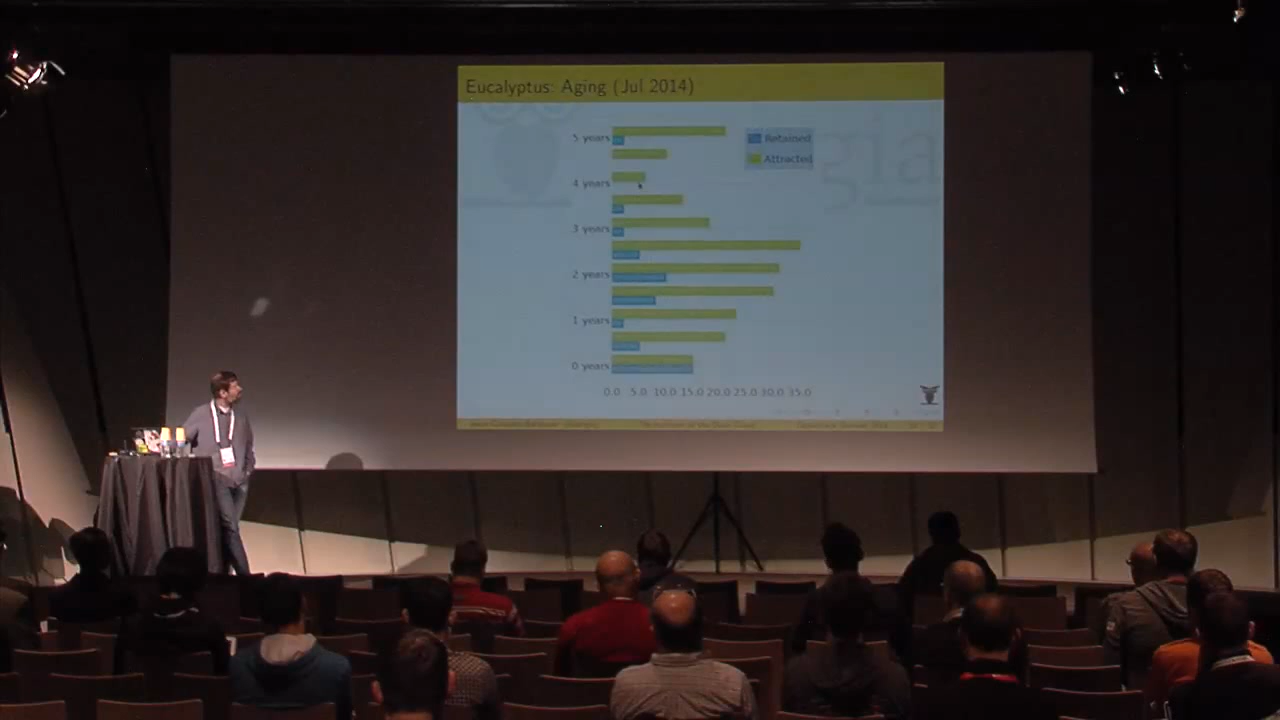 Eucalyptus: Aging (Jul 2014)
5 years
Retained
Attracted
gia
4 years
3 years
2 years
1 years
0 years
0.0 5.0 10.0 15.0 20.0 25.0 30.0 35.0